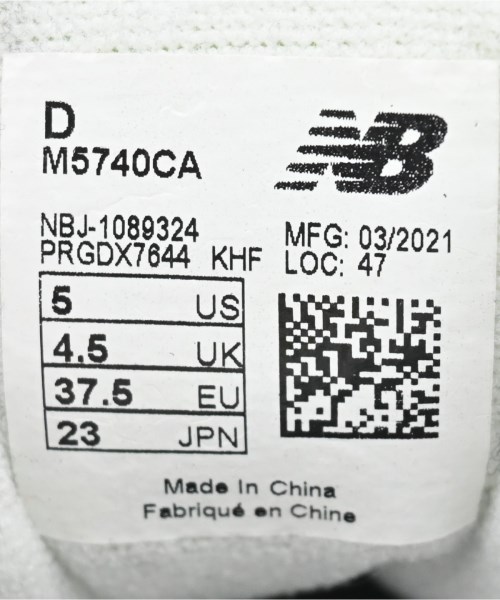 D
M5740CA
NB
NBJ-1089324
PRGDX7644 KHF
MFG: 03/2021
LOC: 47
5 US
4.5 UK
37.5 EU
23 JPN
Made In China
Fabriqué en Chine